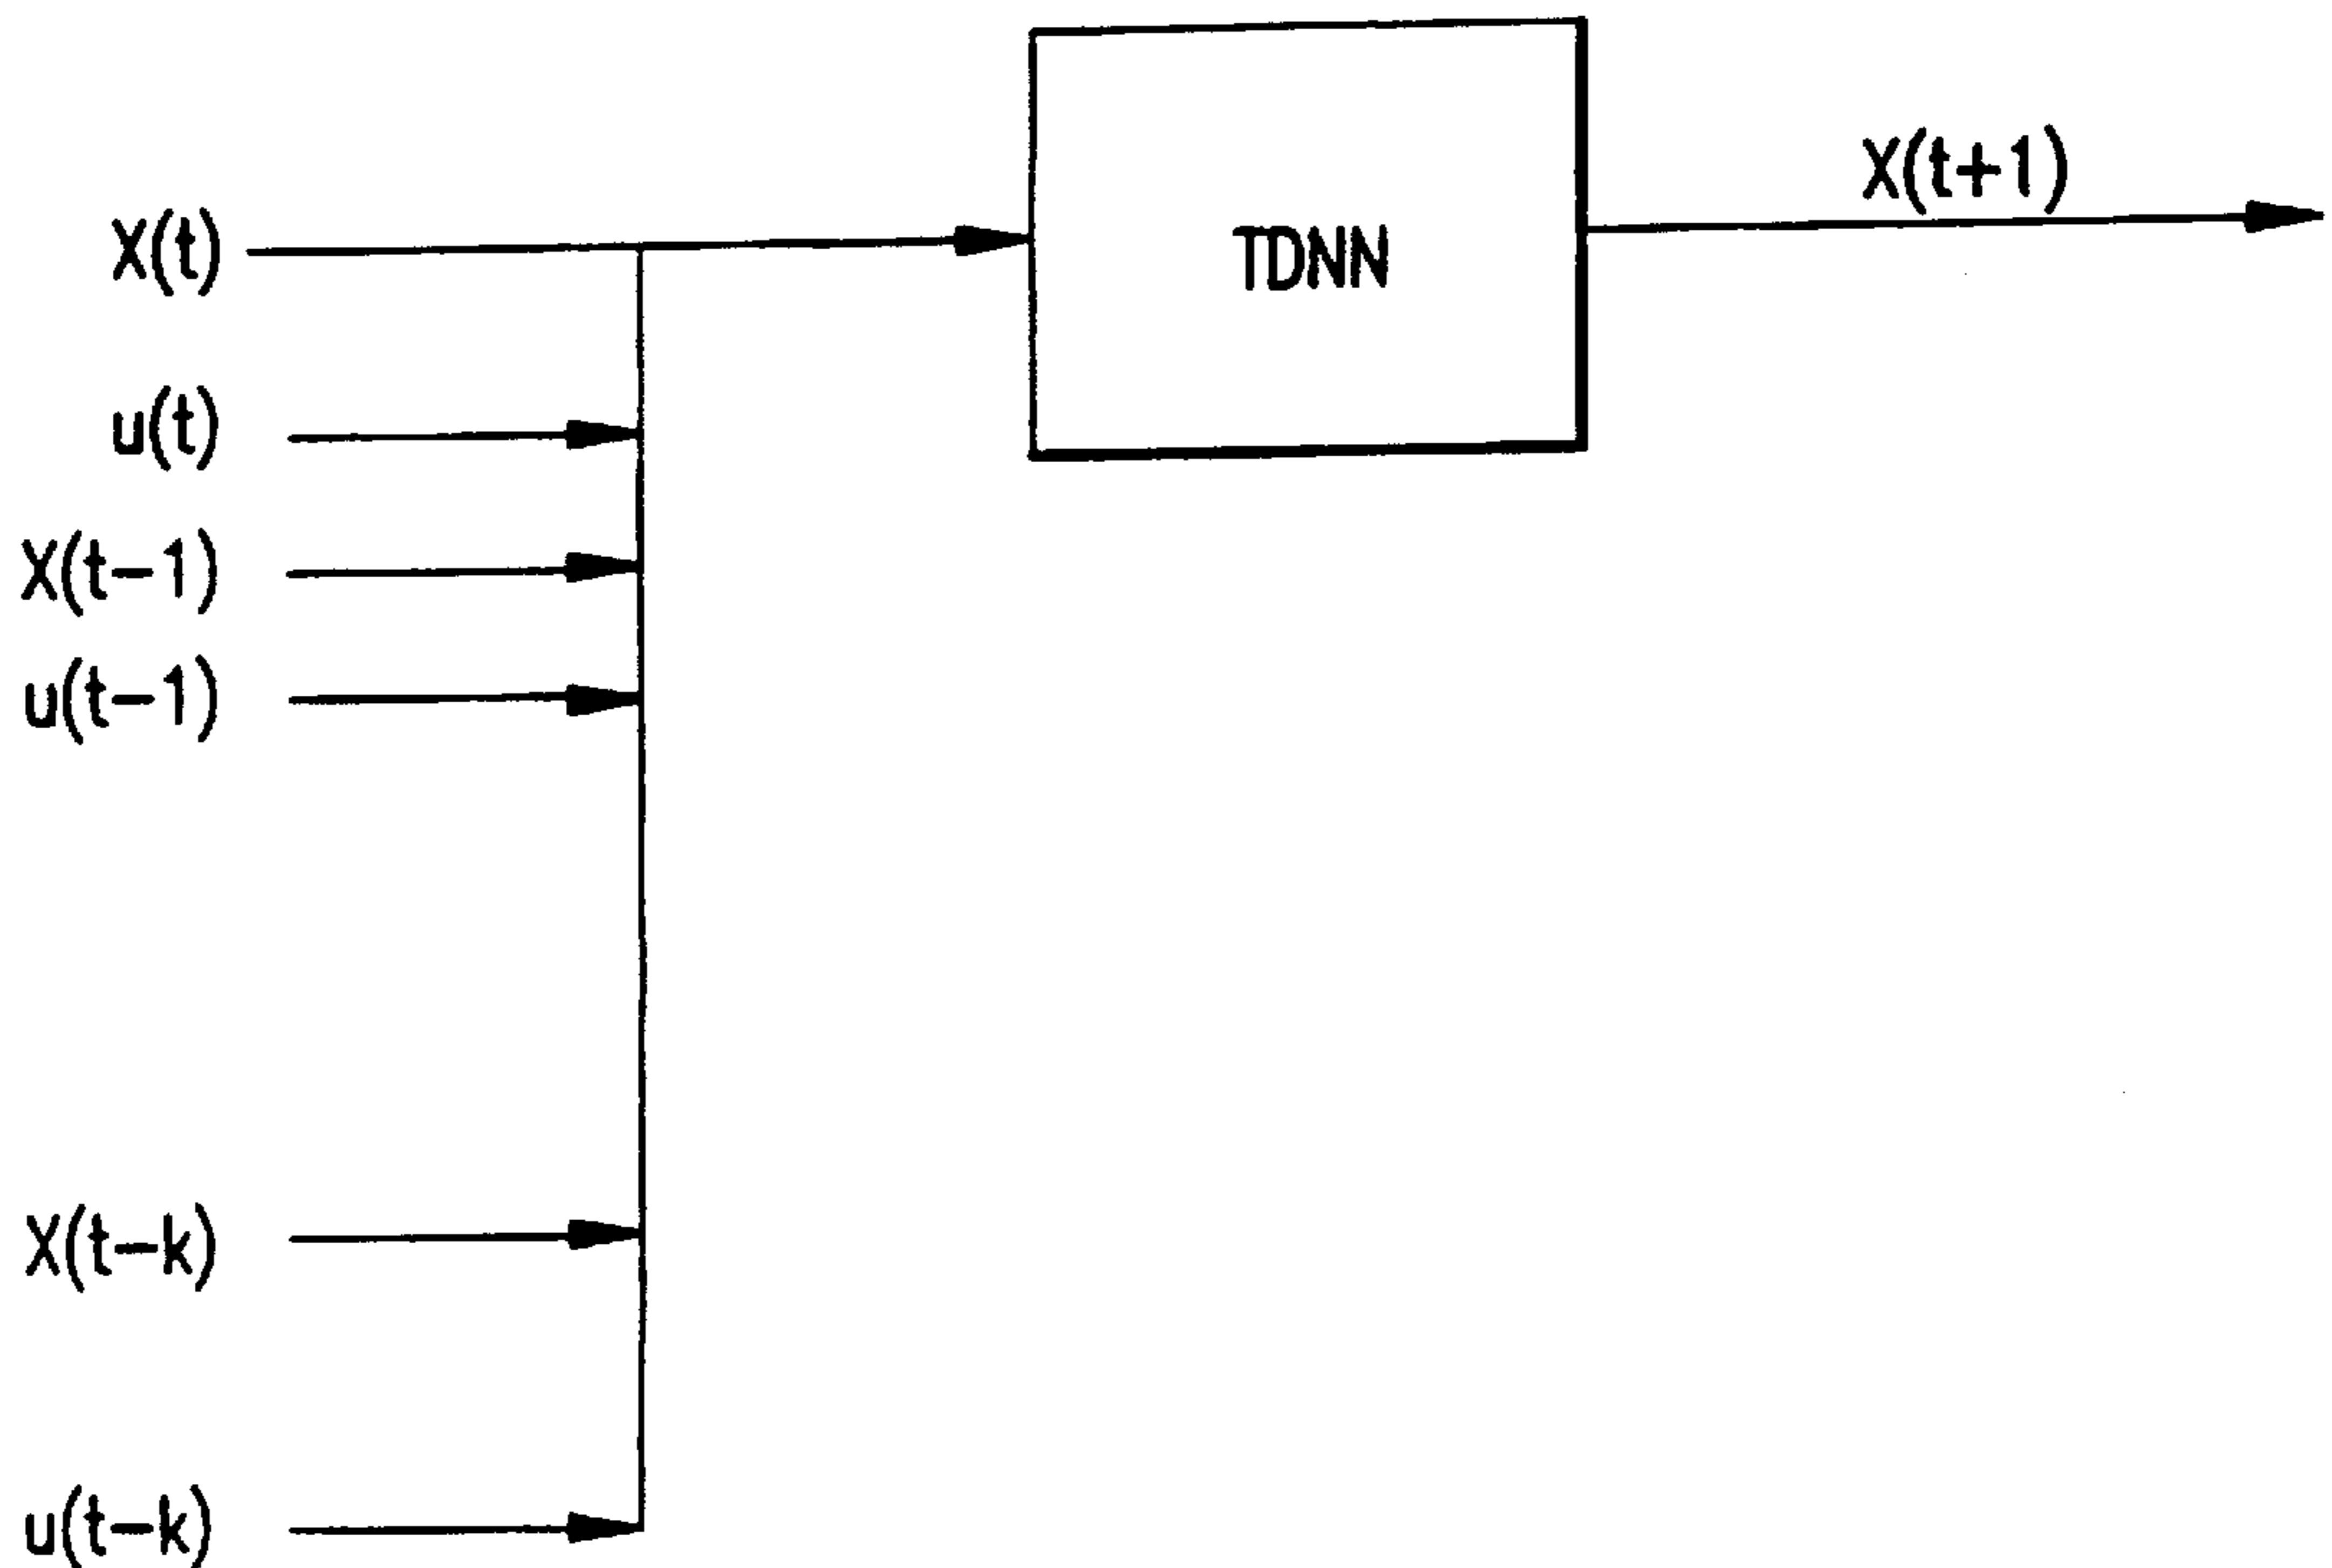 X(t+1)
X(t)
TDNN
u(t)
X(t-1)
u(t-1)
X(t-k)
u(t-k)